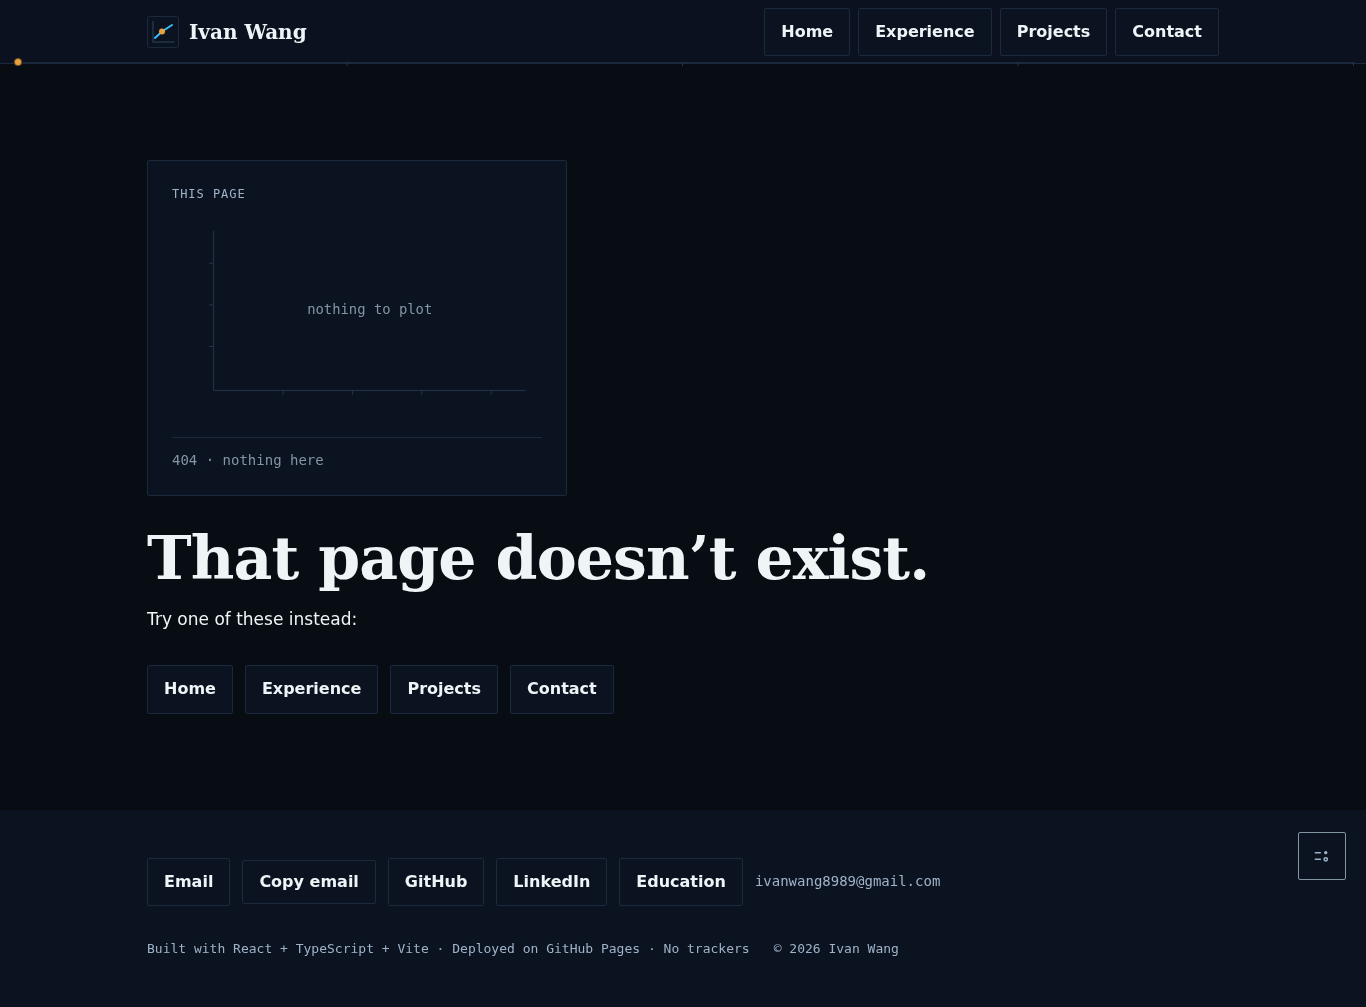 Ivan Wang
Home
Experience
Projects
Contact
THIS PAGE
nothing to plot
404 · nothing here
That page doesn’t exist.
Try one of these instead:
Home
Experience
Projects
Contact
Email
Copy email
GitHub
LinkedIn
Education
ivanwang8989@gmail.com
Built with React + TypeScript + Vite · Deployed on GitHub Pages · No trackers © 2026 Ivan Wang